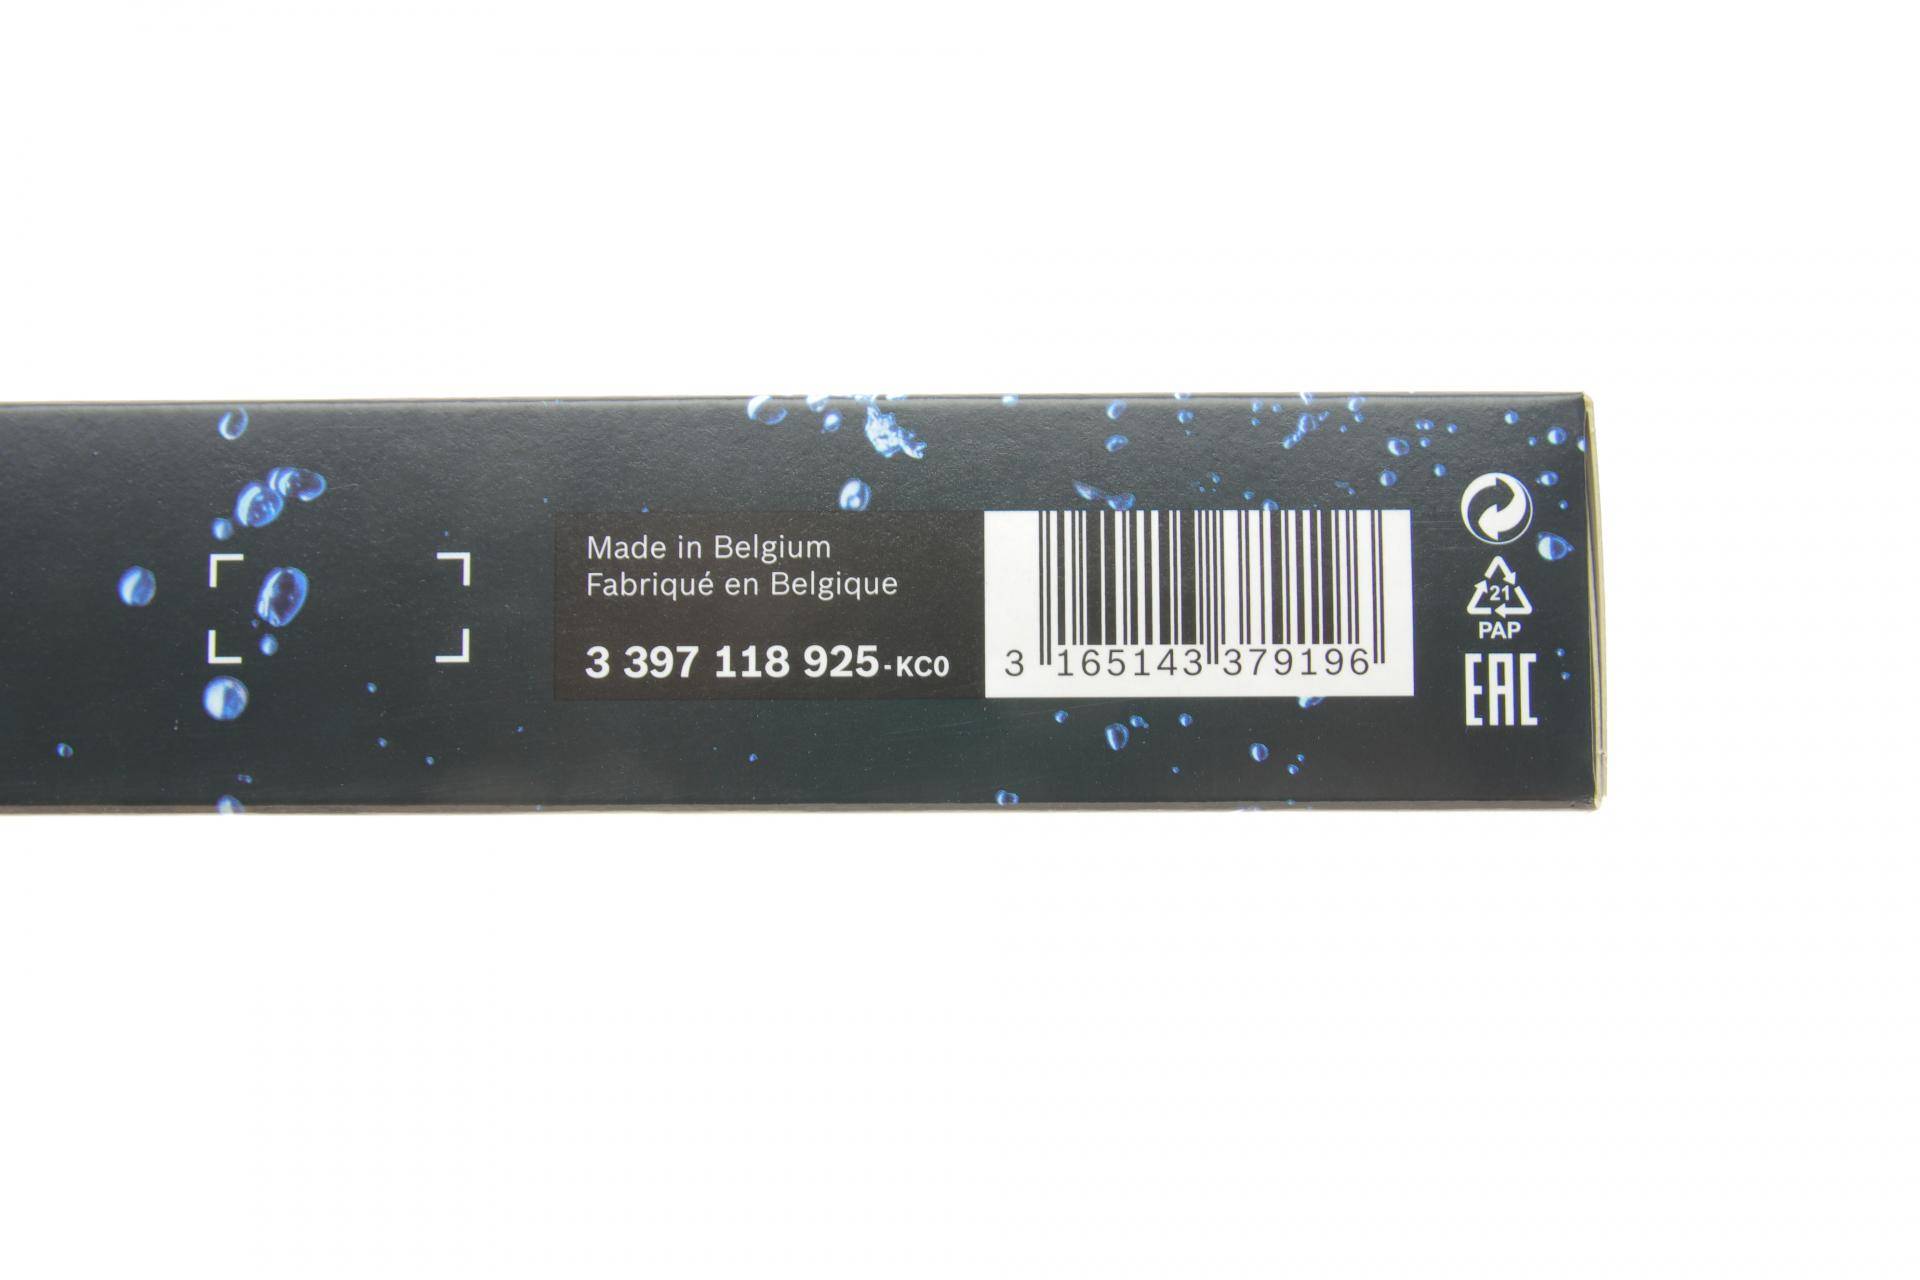 Made in Belgium
Fabriqué en Belgique
3 397 118 925-KC0
3 165143 379196
21
PAP
EAC